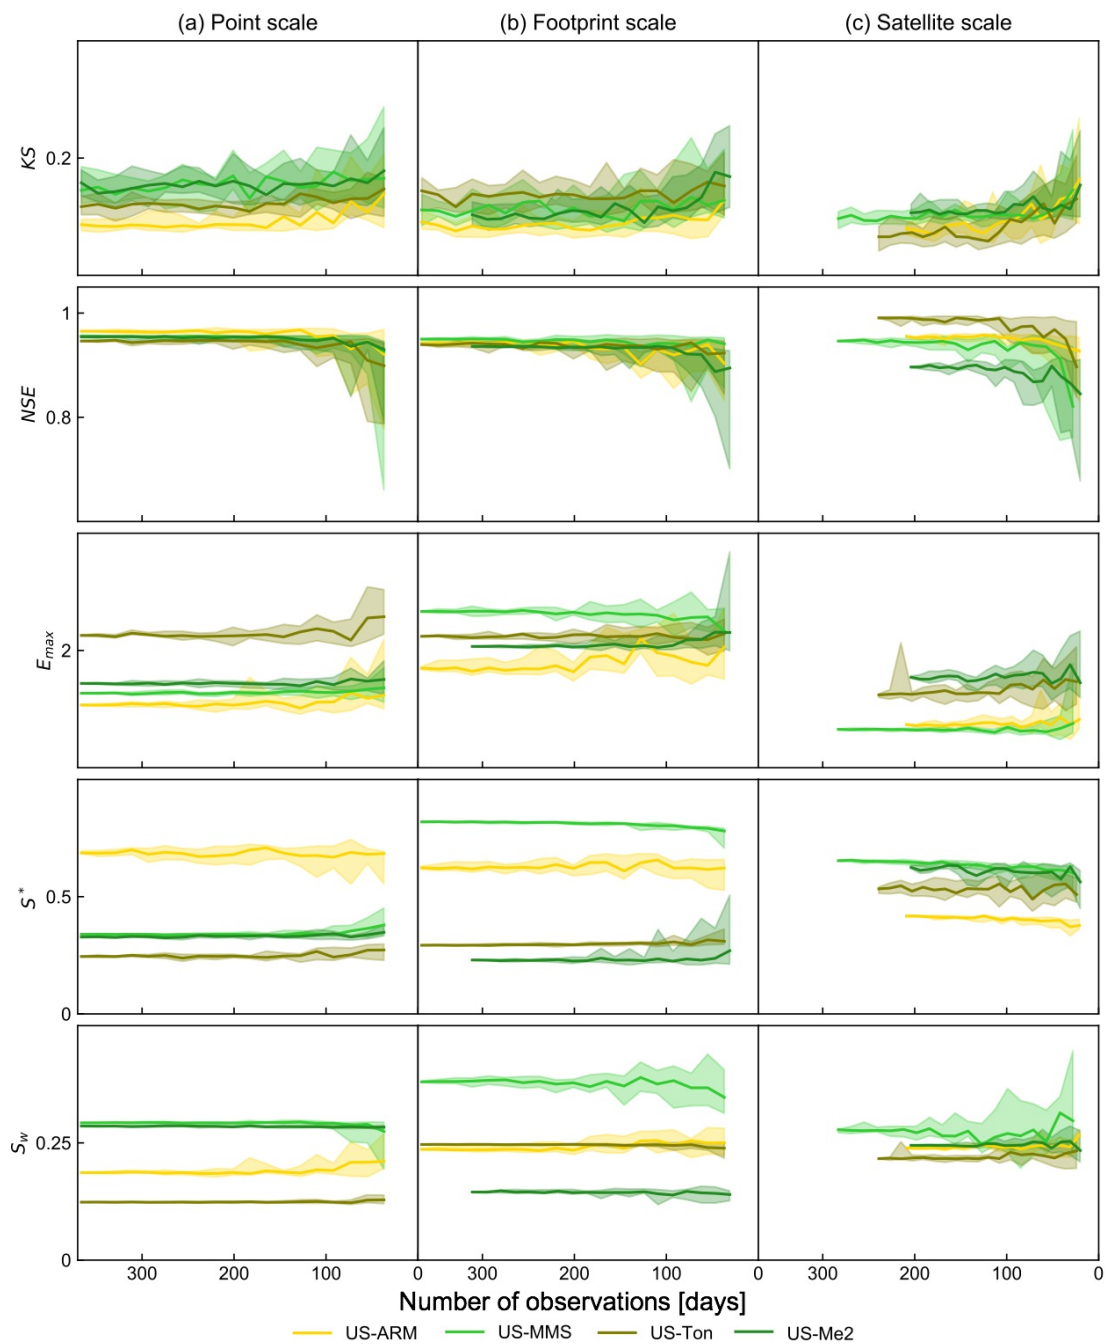 (a) Point scale (b) Footprint scale (c) Satellite scale
KS
0.2
NSE
1
0.8
E_max
2
S*
0.5
0
S_w
0.25
0
300 200 100 0 300 200 100 0 300 200 100 0
Number of observations [days]
US-ARM US-MMS US-Ton US-Me2